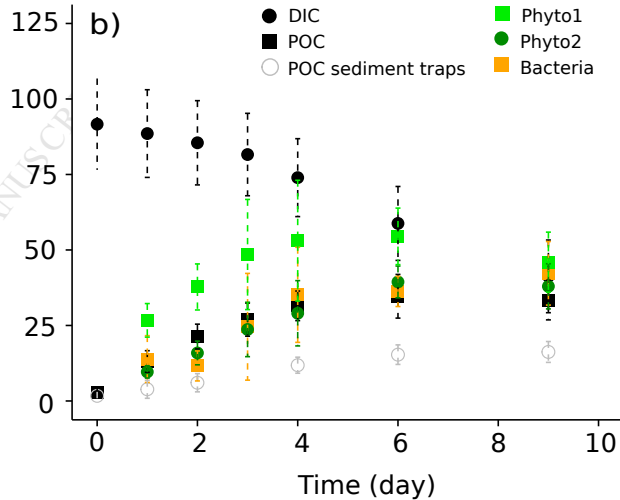 b)
DIC
POC
POC sediment traps
Phyto1
Phyto2
Bacteria
125
100
75
50
25
0
0 2 4 6 8 10
Time (day)
ANUSCR